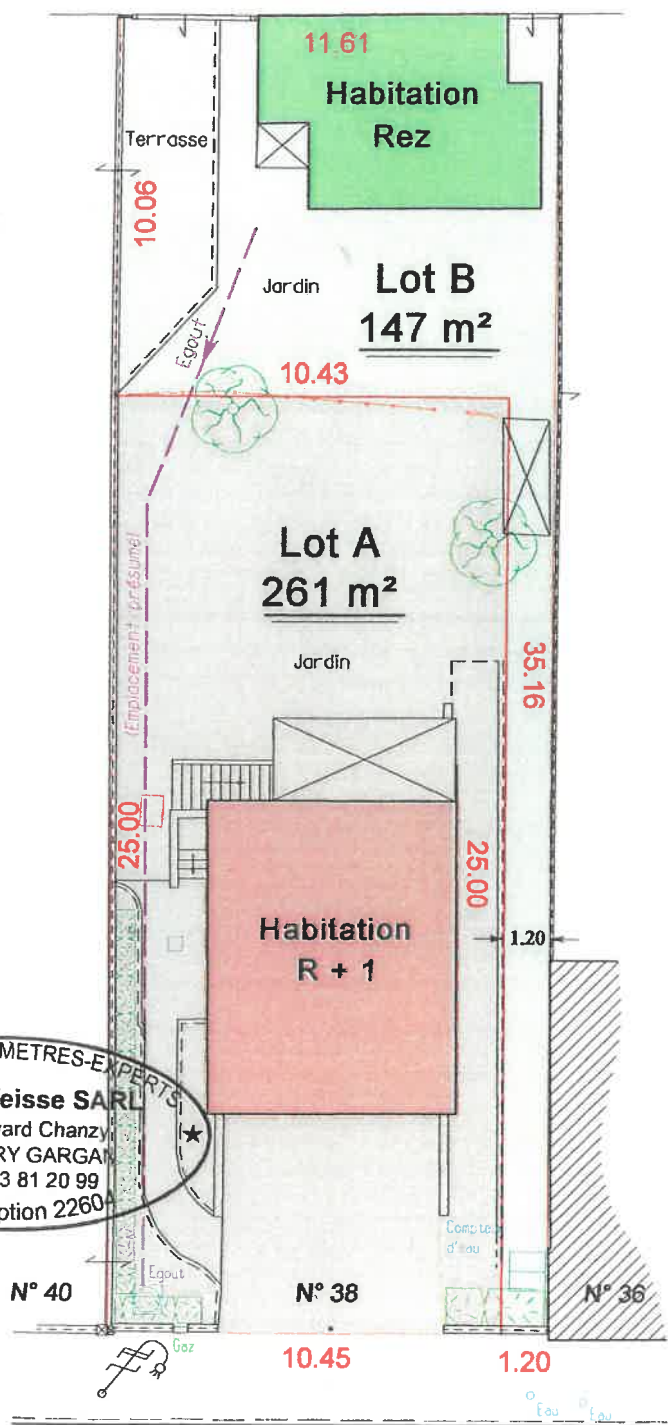 11.61
Habitation
Rez
Terrasse
10.06
Jardin
Lot B
147 m²
Egout
10.43
Lot A
261 m²
(Emplacement présumé)
Jardin
35.16
25.00
25.00
Habitation
R + 1
1.20
METRES-EXPERTS
eisse SARL
ard Chanzy
RY GARGAN
3 81 20 99
ption 2260
Compteur
d'eau
Egout
N° 40
N° 38
N° 36
Gaz
10.45
1.20
Eau
Eau